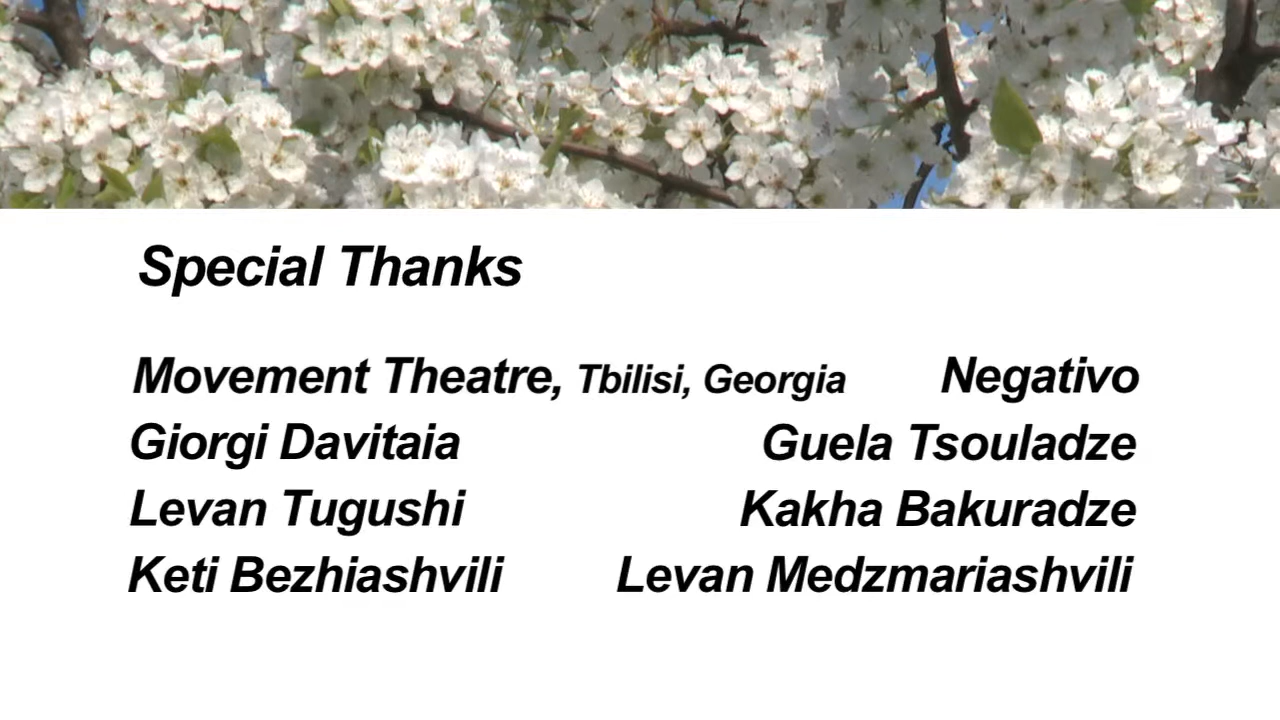 Special Thanks
Movement Theatre, Tbilisi, Georgia Negativo
Giorgi Davitaia Guela Tsouladze
Levan Tugushi Kakha Bakuradze
Keti Bezhiashvili Levan Medzmariashvili